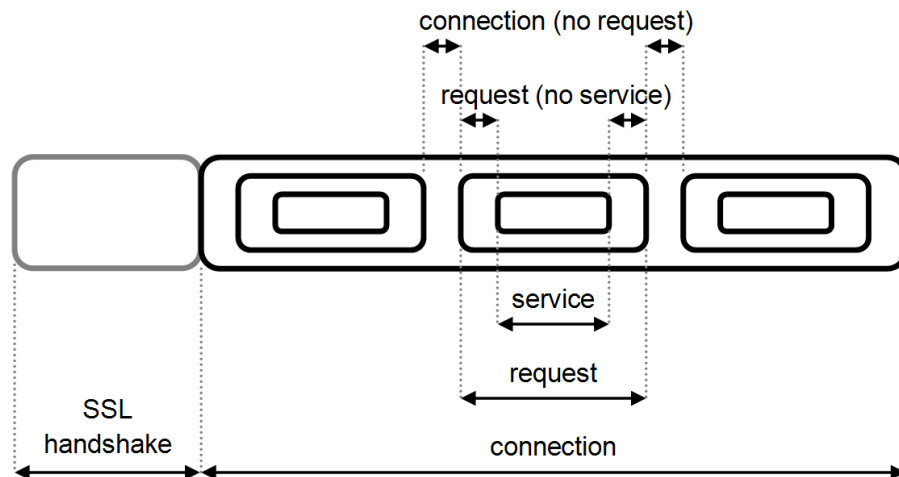 connection (no request)
request (no service)
service
request
SSL
handshake
connection